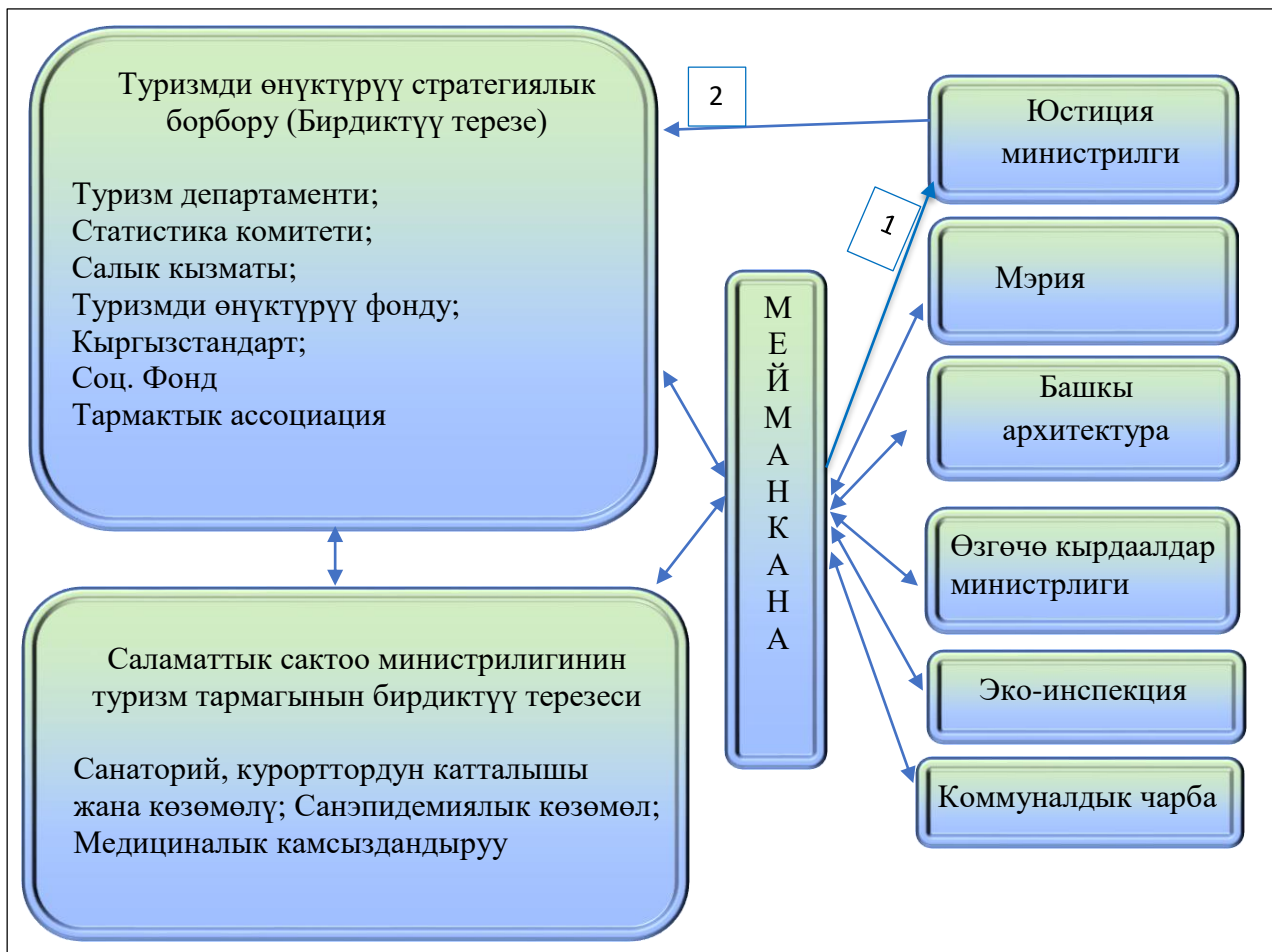 Туризмди өнүктүрүү стратегиялык
борбору (Бирдиктүү терезе)
Туризм департаменти;
Статистика комитети;
Салык кызматы;
Туризмди өнүктүрүү фонду;
Кыргызстандарт;
Соц. Фонд
Тармактык ассоциация
2
1
Юстиция
министрилги
Мэрия
Башкы
архитектура
Өзгөчө кырдаалдар
министрлиги
Эко-инспекция
Коммуналдык чарба
М
Е
Й
М
А
Н
К
А
Н
А
Саламаттык сактоо министрилигинин
туризм тармагынын бирдиктүү терезеси
Санаторий, курорттордун катталышы
жана көзөмөлү; Санэпидемиялык көзөмөл;
Медициналык камсыздандыруу